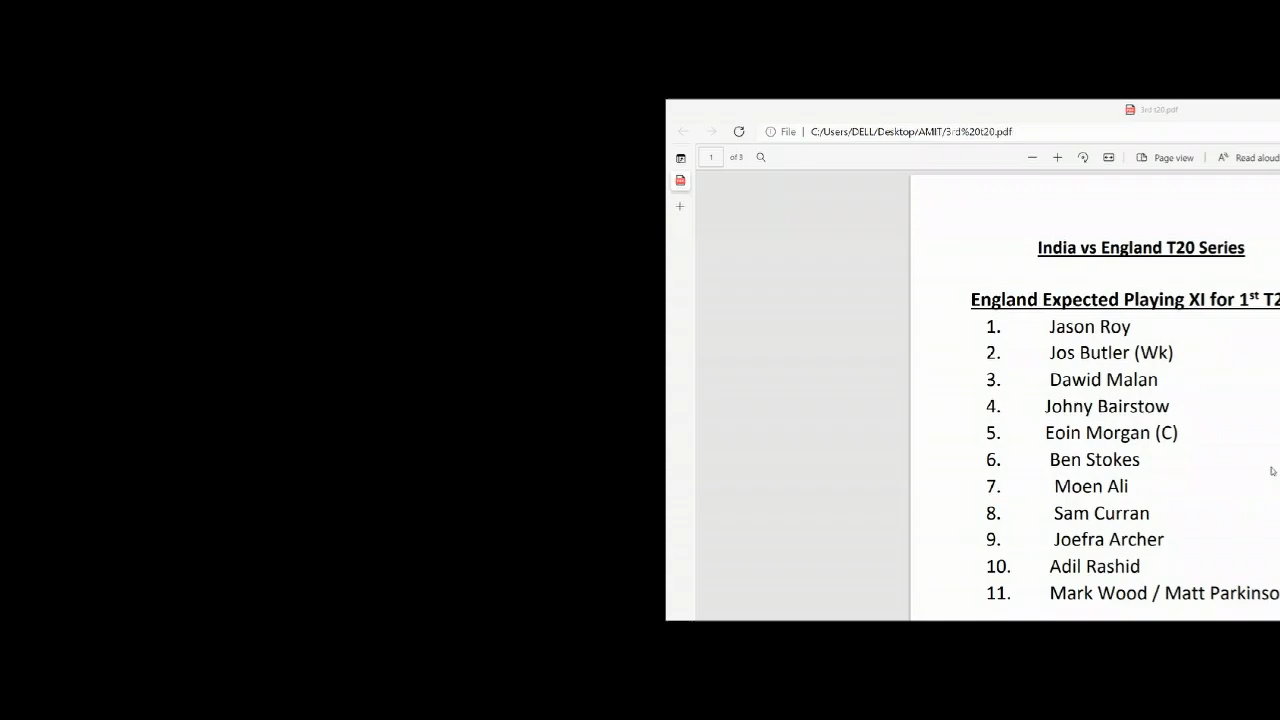 3rd t20.pdf
File | C:/Users/DELL/Desktop/AMIT/3rd%20t20.pdf
1 of 3 Page view Read aloud
India vs England T20 Series
England Expected Playing XI for 1st T2
1. Jason Roy
2. Jos Butler (Wk)
3. Dawid Malan
4. Johny Bairstow
5. Eoin Morgan (C)
6. Ben Stokes
7. Moen Ali
8. Sam Curran
9. Joefra Archer
10. Adil Rashid
11. Mark Wood / Matt Parkinso